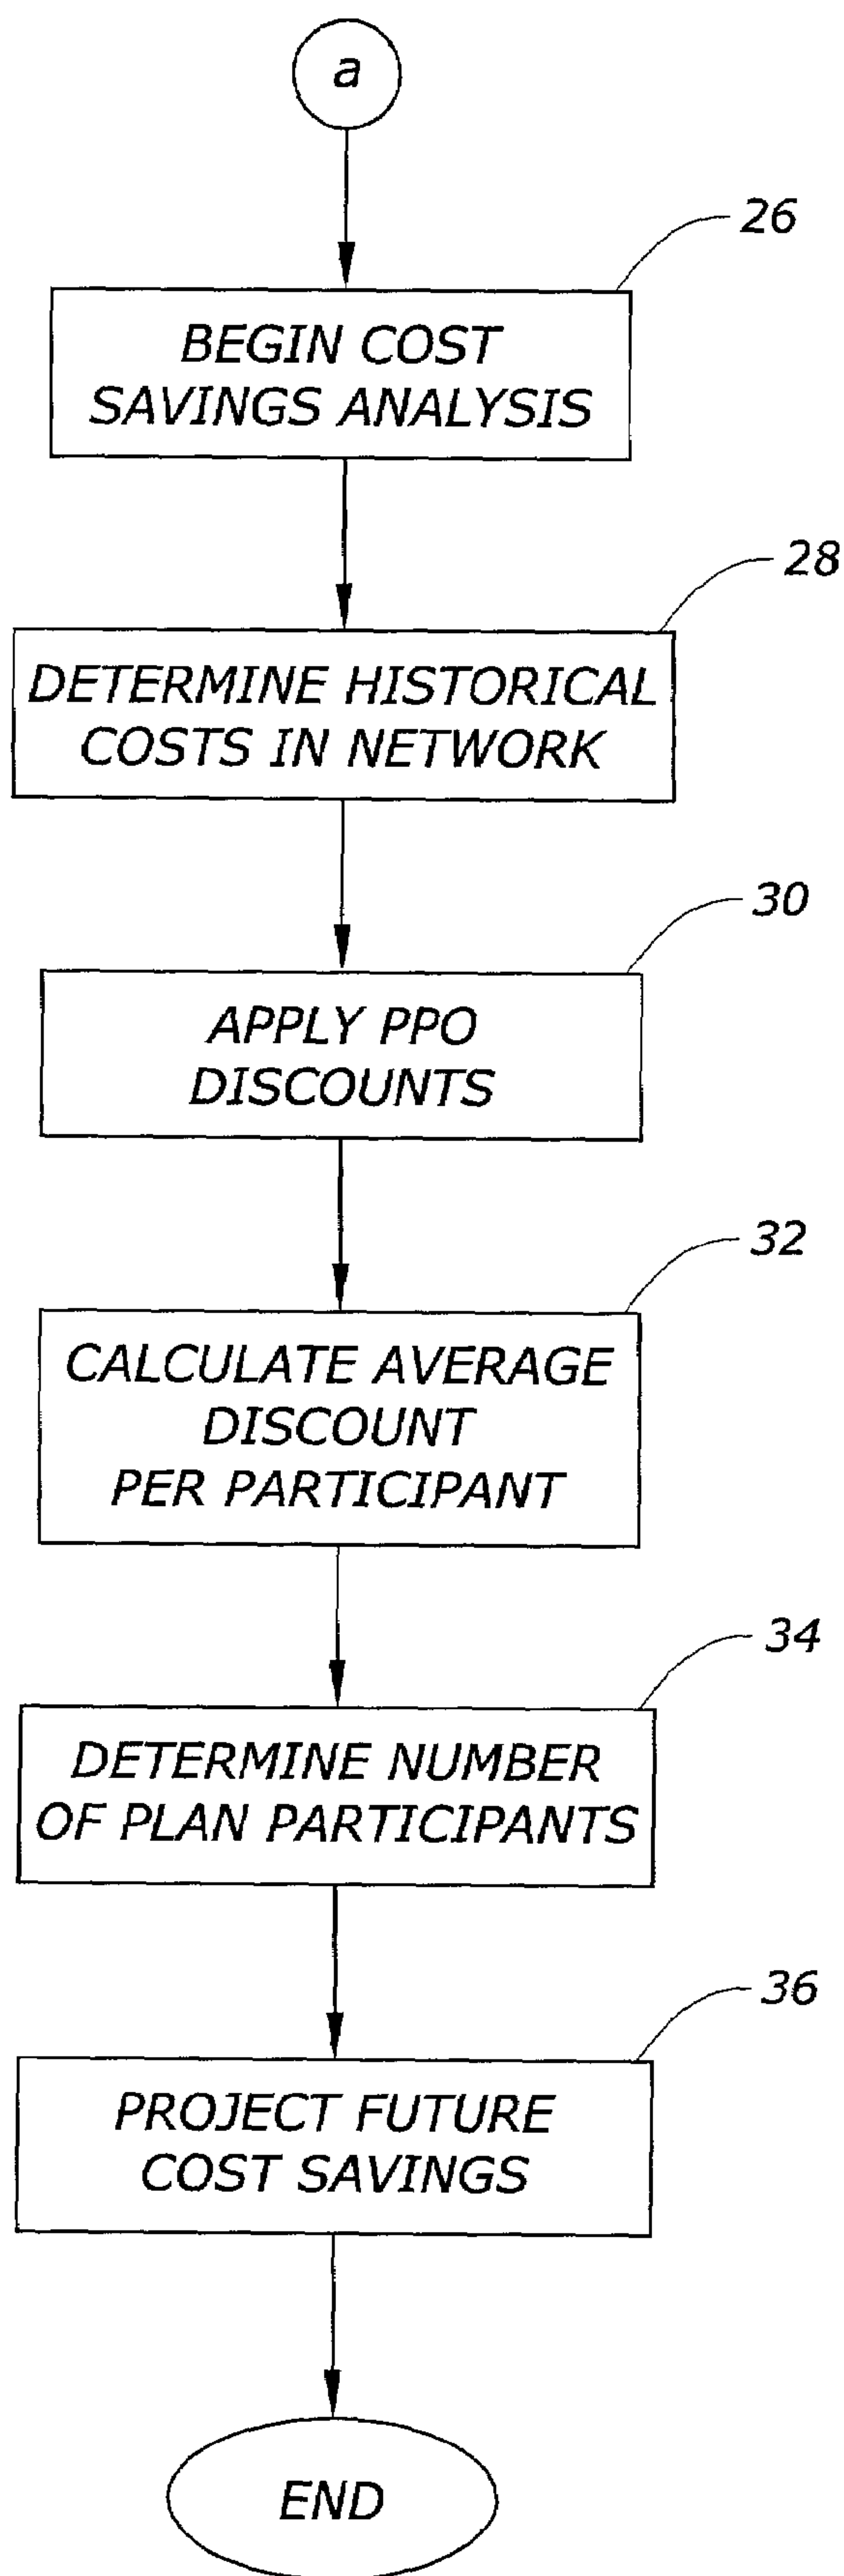 a
26
BEGIN COST
SAVINGS ANALYSIS
28
DETERMINE HISTORICAL
COSTS IN NETWORK
30
APPLY PPO
DISCOUNTS
32
CALCULATE AVERAGE
DISCOUNT
PER PARTICIPANT
34
DETERMINE NUMBER
OF PLAN PARTICIPANTS
36
PROJECT FUTURE
COST SAVINGS
END